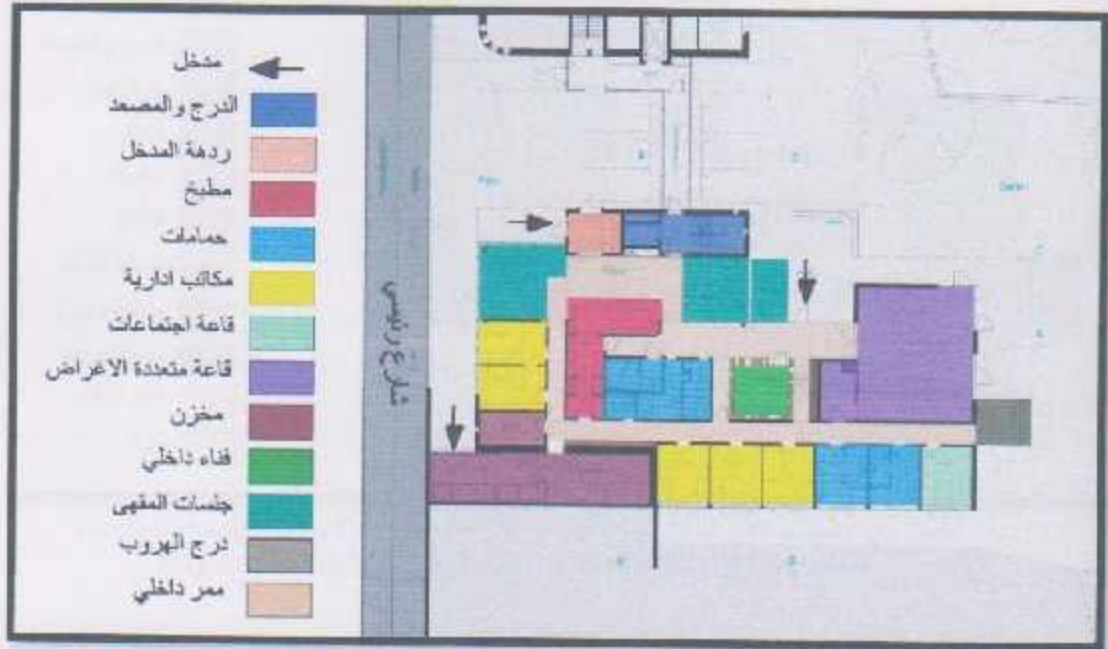 مدخل
الدرج والمصعد
ردهة المدخل
مطبخ
حمامات
مكاتب ادارية
قاعة اجتماعات
قاعة متعددة الاغراض
مخزن
فناء داخلي
جلسات المقهى
درج الهروب
ممر داخلي
شارع رئيسي